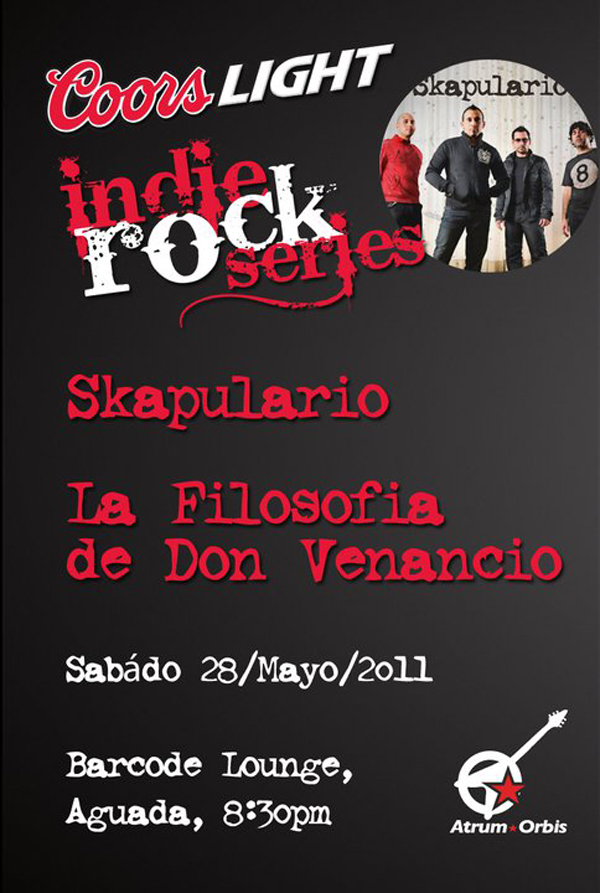 Coors LIGHT
Skapulario
indie
rock
series
Skapulario
La Filosofia
de Don Venancio
Sabádo 28/Mayo/2011
Barcode Lounge,
Aguada, 8:30pm
Atrum★Orbis
8